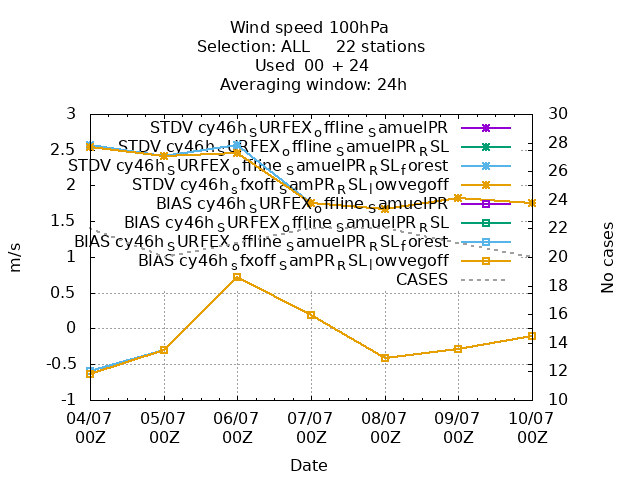 Wind speed 100hPa
Selection: ALL 22 stations
Used 00 + 24
Averaging window: 24h
3 30
STDV cy46h_SURFEX_offline_samuelPR
2.5 28
STDV cy46h_SURFEX_offline_samuelPR_RSL
STDV cy46h_SURFEX_offline_samuelPR_RSL_forest
2 26
STDV cy46h_sfxoff_samPR_RSL_lowvegoff
BIAS cy46h_SURFEX_offline_samuelPR
1.5 24
BIAS cy46h_SURFEX_offline_samuelPR_RSL
22
BIAS cy46h_SURFEX_offline_samuelPR_RSL_forest
1 20
BIAS cy46h_sfxoff_samPR_RSL_lowvegoff
CASES
0.5 18
0 16
-0.5 14
12
-1 10
m/s
No cases
04/07 05/07 06/07 07/07 08/07 09/07 10/07
00Z 00Z 00Z 00Z 00Z 00Z 00Z
Date